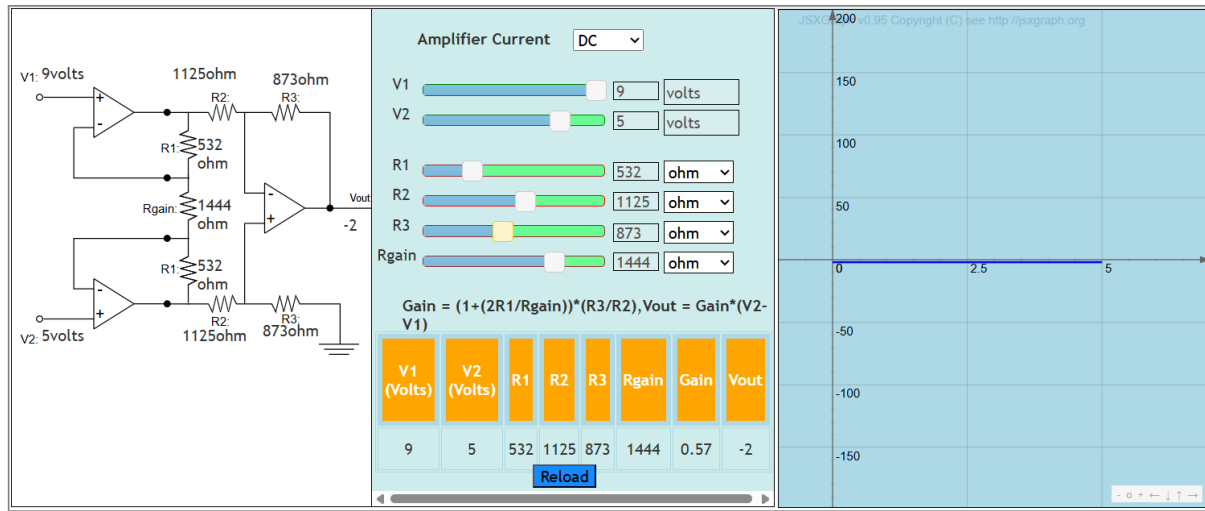 V1: 9volts
1125ohm
873ohm
R2:
R3:
+
-
R1: 532
ohm
Rgain: 1444
ohm
-
+
Vout
-2
-
+
R1: 532
ohm
R2:
R3:
1125ohm
873ohm
V2: 5volts
Amplifier Current DC
V1 9 volts
V2 5 volts
R1 532 ohm
R2 1125 ohm
R3 873 ohm
Rgain 1444 ohm
Gain = (1+(2R1/Rgain))*(R3/R2),Vout = Gain*(V2-
V1)
V1 (Volts) V2 (Volts) R1 R2 R3 Rgain Gain Vout
9 5 532 1125 873 1444 0.57 -2
Reload
JSXG v0.95 Copyright (C) see http://jsxgraph.org
200
150
100
50
0 2.5 5
-50
-100
-150
- o + ← ↓ ↑ →